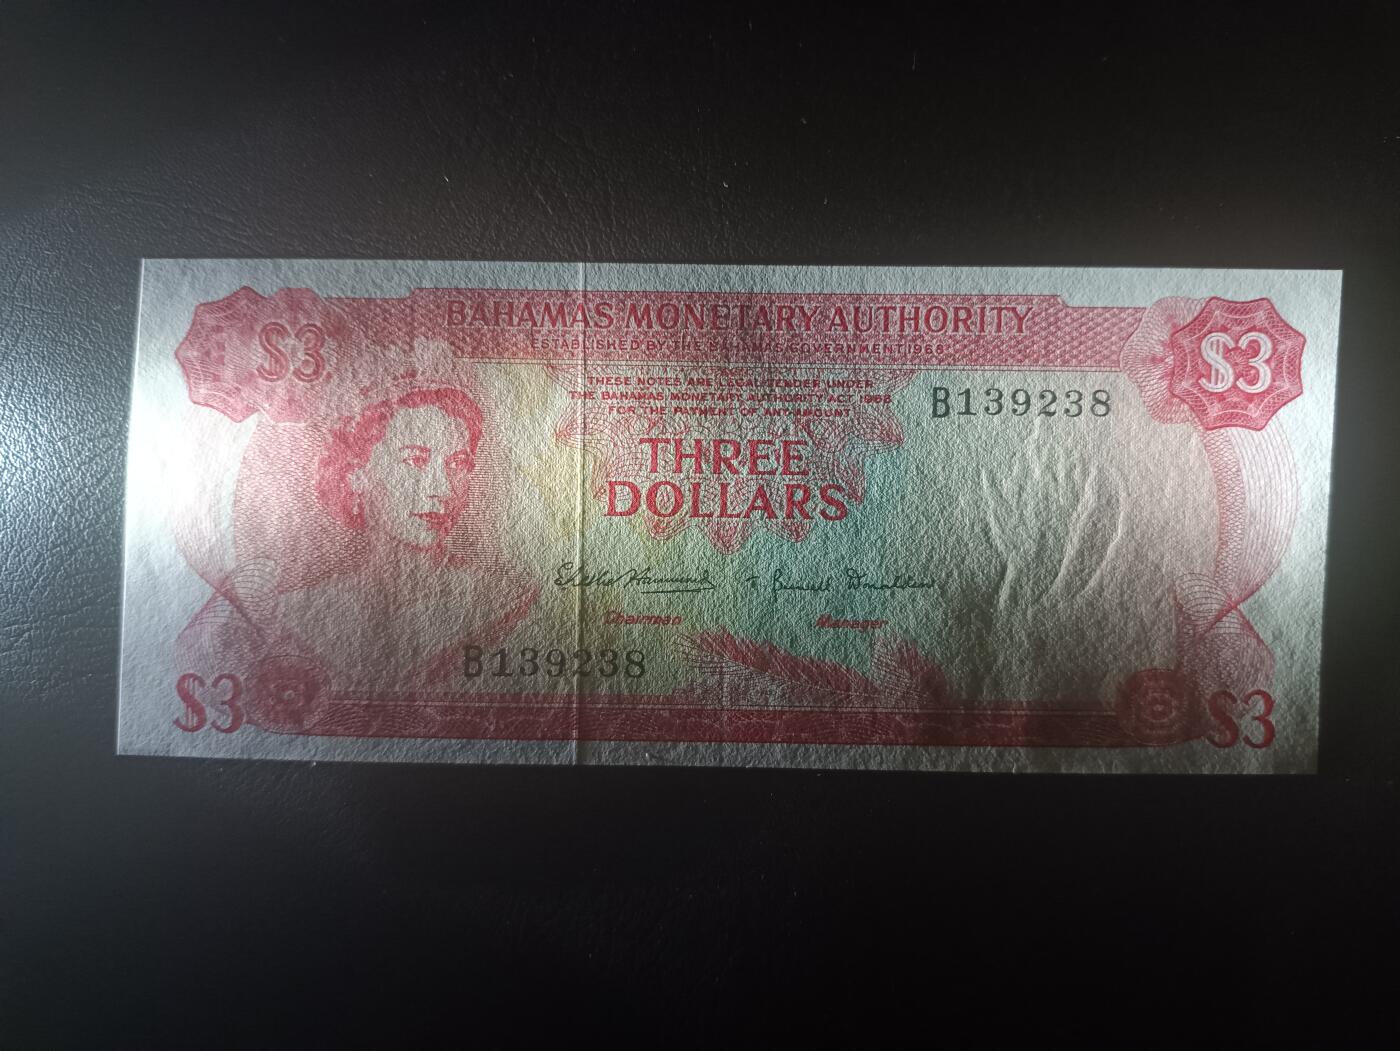 BAHAMAS MONETARY AUTHORITY
$3
$3
ESTABLISHED BY THE BAHAMAS GOVERNMENT 1968
THESE NOTES ARE LEGAL TENDER UNDER
THE BAHAMAS MONETARY AUTHORITY ACT 1968
FOR THE PAYMENT OF ANY AMOUNT
B139238
THREE
DOLLARS
Chairman
Manager
B139238
$3
$3